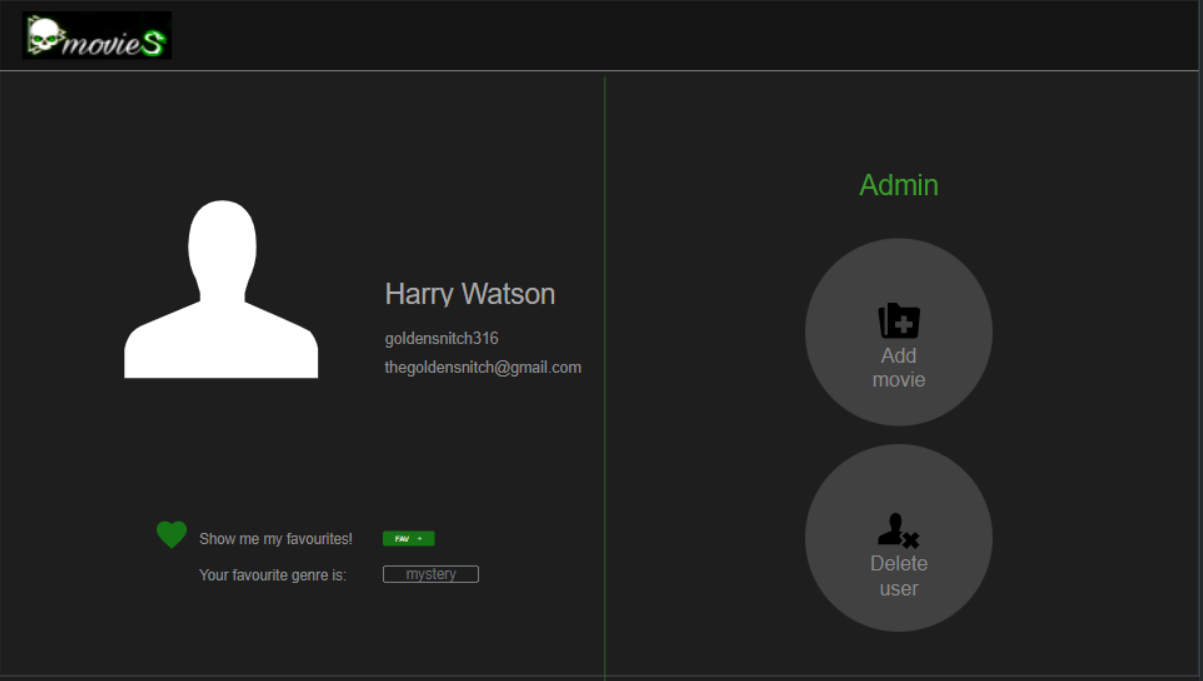 movieS
Harry Watson
goldensnitch316
thegoldensnitch@gmail.com
Show me my favourites!
FAV +
Your favourite genre is:
mystery
Admin
Add
movie
Delete
user